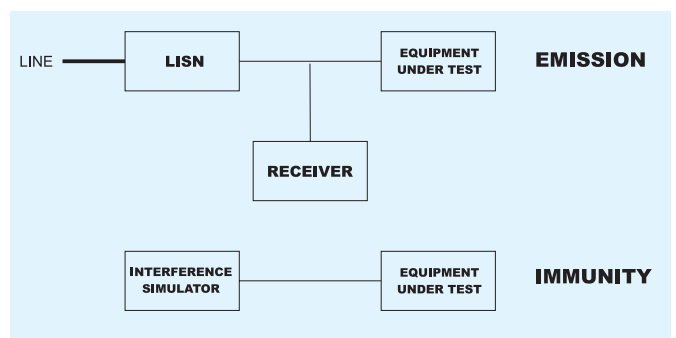 LINE
LISN
EQUIPMENT
UNDER TEST
EMISSION
RECEIVER
INTERFERENCE
SIMULATOR
EQUIPMENT
UNDER TEST
IMMUNITY